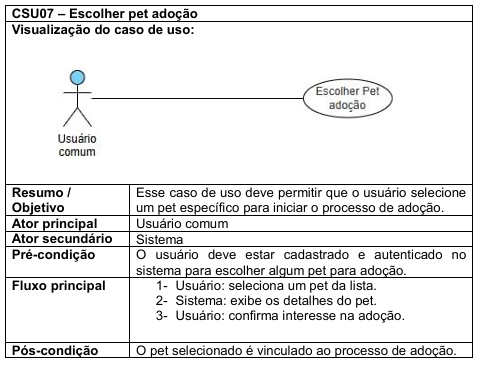 CSU07 – Escolher pet adoção
Visualização do caso de uso:
Escolher Pet
adoção
Usuário
comum
Resumo /
Objetivo
Esse caso de uso deve permitir que o usuário selecione
um pet específico para iniciar o processo de adoção.
Ator principal
Usuário comum
Ator secundário
Sistema
Pré-condição
O usuário deve estar cadastrado e autenticado no
sistema para escolher algum pet para adoção.
Fluxo principal
1- Usuário: seleciona um pet da lista.
2- Sistema: exibe os detalhes do pet.
3- Usuário: confirma interesse na adoção.
Pós-condição
O pet selecionado é vinculado ao processo de adoção.